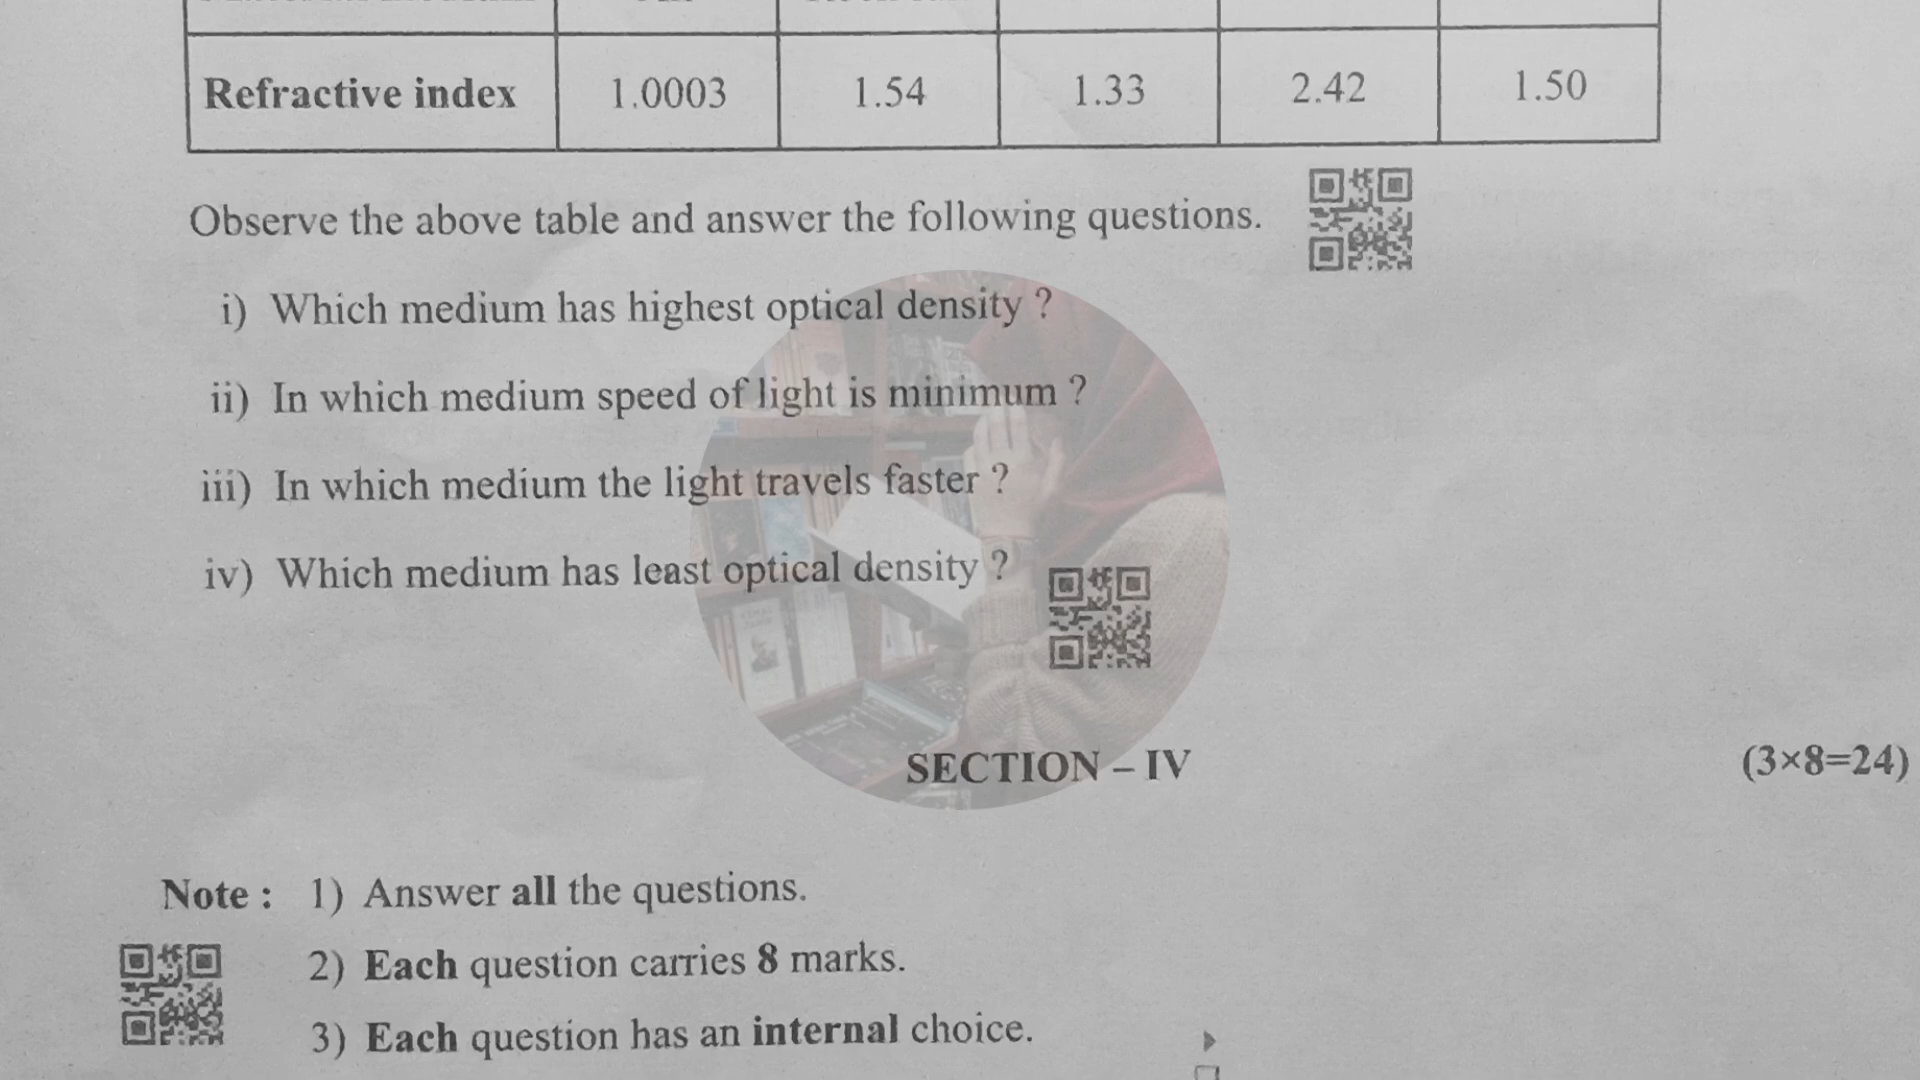 Refractive index 1.0003 1.54 1.33 2.42 1.50
Observe the above table and answer the following questions.
i) Which medium has highest optical density ?
ii) In which medium speed of light is minimum ?
iii) In which medium the light travels faster ?
iv) Which medium has least optical density ?
SECTION – IV (3×8=24)
Note : 1) Answer all the questions.
2) Each question carries 8 marks.
3) Each question has an internal choice.